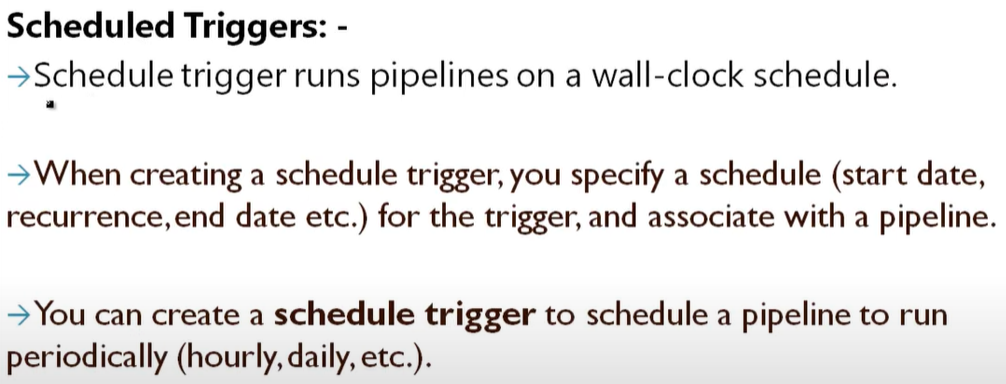 Scheduled Triggers: -
→Schedule trigger runs pipelines on a wall-clock schedule.
→When creating a schedule trigger, you specify a schedule (start date,
recurrence, end date etc.) for the trigger, and associate with a pipeline.
→You can create a schedule trigger to schedule a pipeline to run
periodically (hourly, daily, etc.).